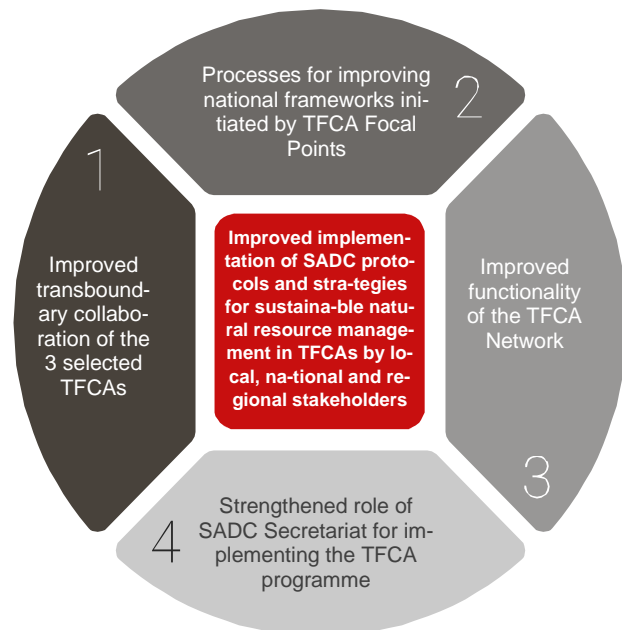 1
Improved
transbound-
ary collabo-
ration of the
3 selected
TFCAs
Processes for improving
national frameworks ini-
tiated by TFCA Focal
Points
2
Improved implemen-
tation of SADC proto-
cols and stra-tegies
for sustaina-ble natu-
ral resource manage-
ment in TFCAs by lo-
cal, na-tional and re-
gional stakeholders
Improved
functionality
of the TFCA
Network
3
4
Strengthened role of
SADC Secretariat for im-
plementing the TFCA
programme